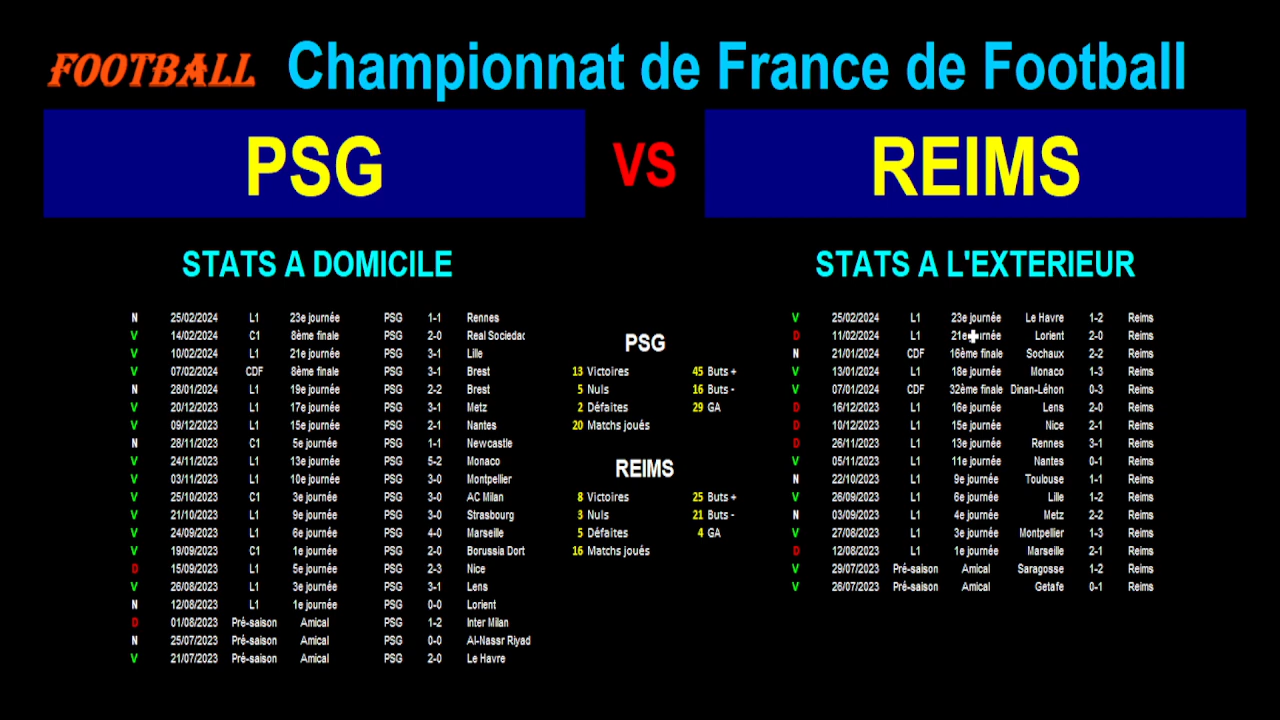 FOOTBALL Championnat de France de Football
PSG VS REIMS
STATS A DOMICILE
N 25/02/2024 L1 23e journée PSG 1-1 Rennes
V 14/02/2024 C1 8ème finale PSG 2-0 Real Sociedac
V 10/02/2024 L1 21e journée PSG 3-1 Lille
V 07/02/2024 CDF 8ème finale PSG 3-1 Brest
N 28/01/2024 L1 19e journée PSG 2-2 Brest
V 20/12/2023 L1 17e journée PSG 3-1 Metz
V 09/12/2023 L1 15e journée PSG 2-1 Nantes
N 28/11/2023 C1 5e journée PSG 1-1 Newcastle
V 24/11/2023 L1 13e journée PSG 5-2 Monaco
V 03/11/2023 L1 10e journée PSG 3-0 Montpellier
V 25/10/2023 C1 3e journée PSG 3-0 AC Milan
V 21/10/2023 L1 9e journée PSG 3-0 Strasbourg
V 24/09/2023 L1 6e journée PSG 4-0 Marseille
V 19/09/2023 C1 1e journée PSG 2-0 Borussia Dort
D 15/09/2023 L1 5e journée PSG 2-3 Nice
V 26/08/2023 L1 3e journée PSG 3-1 Lens
N 12/08/2023 L1 1e journée PSG 0-0 Lorient
D 01/08/2023 Pré-saison Amical PSG 1-2 Inter Milan
N 25/07/2023 Pré-saison Amical PSG 0-0 Al-Nassr Riyad
V 21/07/2023 Pré-saison Amical PSG 2-0 Le Havre
PSG
13 Victoires 45 Buts +
5 Nuls 16 Buts -
2 Défaites 29 GA
20 Matchs joués
REIMS
8 Victoires 25 Buts +
3 Nuls 21 Buts -
5 Défaites 4 GA
16 Matchs joués
STATS A L'EXTERIEUR
V 25/02/2024 L1 23e journée Le Havre 1-2 Reims
D 11/02/2024 L1 Lorient 2-0 Reims
N 21/01/2024 CDF 16ème finale Sochaux 2-2 Reims
V 13/01/2024 L1 18e journée Monaco 1-3 Reims
V 07/01/2024 CDF 32ème finale Dinan-Léhon 0-3 Reims
D 16/12/2023 L1 16e journée Lens 2-0 Reims
D 10/12/2023 L1 15e journée Nice 2-1 Reims
D 26/11/2023 L1 13e journée Rennes 3-1 Reims
V 05/11/2023 L1 11e journée Nantes 0-1 Reims
N 22/10/2023 L1 9e journée Toulouse 1-1 Reims
V 26/09/2023 L1 6e journée Lille 1-2 Reims
N 03/09/2023 L1 4e journée Metz 2-2 Reims
V 27/08/2023 L1 3e journée Montpellier 1-3 Reims
D 12/08/2023 L1 1e journée Marseille 2-1 Reims
V 29/07/2023 Pré-saison Amical Saragosse 1-2 Reims
V 26/07/2023 Pré-saison Amical Getafe 0-1 Reims